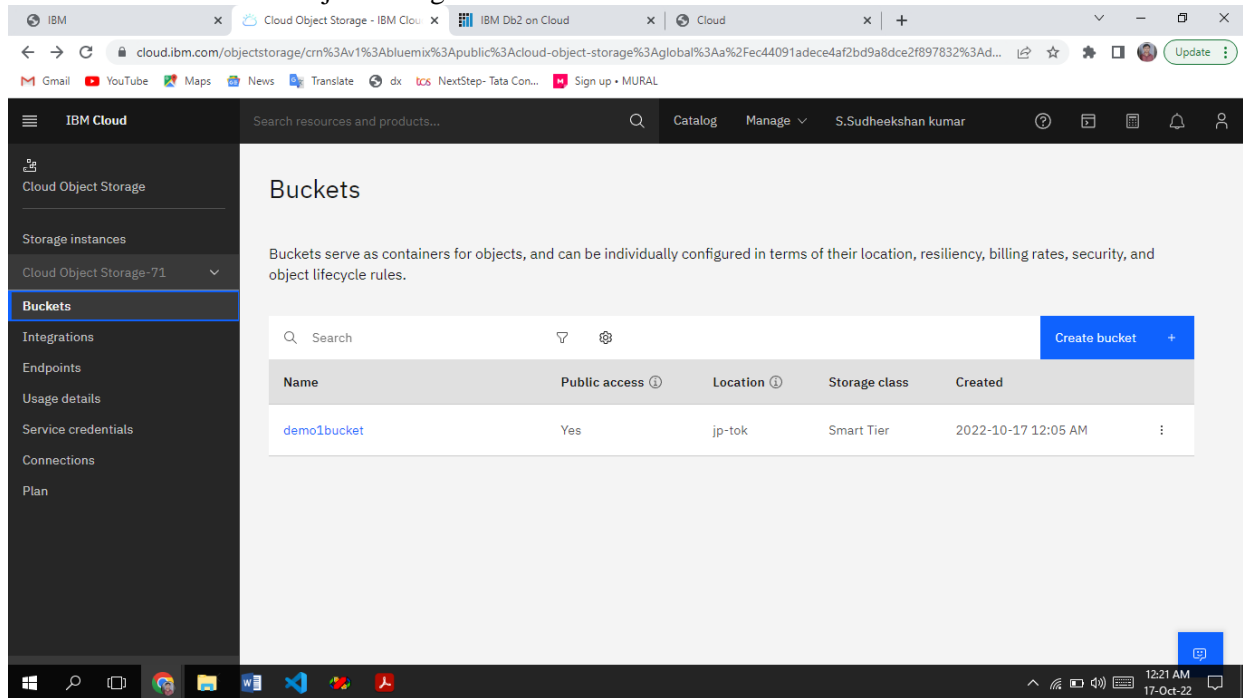 IBM
Cloud Object Storage - IBM Clou
IBM Db2 on Cloud
Cloud
cloud.ibm.com/objectstorage/crn%3Av1%3Abluemix%3Apublic%3Acloud-object-storage%3Aglobal%3Aa%2Fec44091adece4af2bd9a8dce2f897832%3Ad...
Update
Gmail YouTube Maps News Translate dx tcs NextStep- Tata Con... Sign up • MURAL
IBM Cloud
Search resources and products...
Catalog
Manage
S.Sudheekshan kumar
Cloud Object Storage
Storage instances
Cloud Object Storage-71
Buckets
Integrations
Endpoints
Usage details
Service credentials
Connections
Plan
Buckets
Buckets serve as containers for objects, and can be individually configured in terms of their location, resiliency, billing rates, security, and
object lifecycle rules.
Search
Create bucket +
Name Public access Location Storage class Created
demo1bucket Yes jp-tok Smart Tier 2022-10-17 12:05 AM
12:21 AM
17-Oct-22